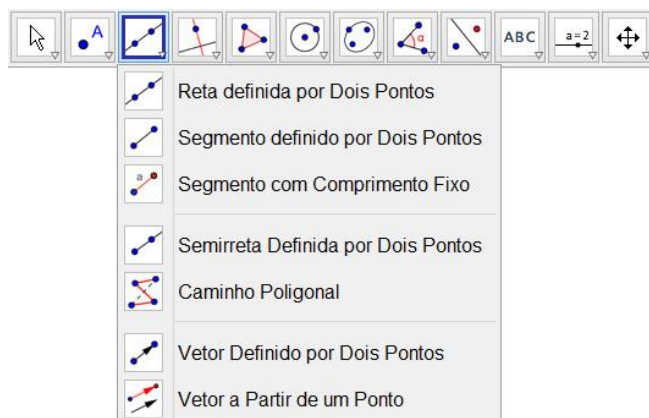 A α ABC a=2
Reta definida por Dois Pontos
Segmento definido por Dois Pontos
a
Segmento com Comprimento Fixo
Semirreta Definida por Dois Pontos
Caminho Poligonal
Vetor Definido por Dois Pontos
Vetor a Partir de um Ponto